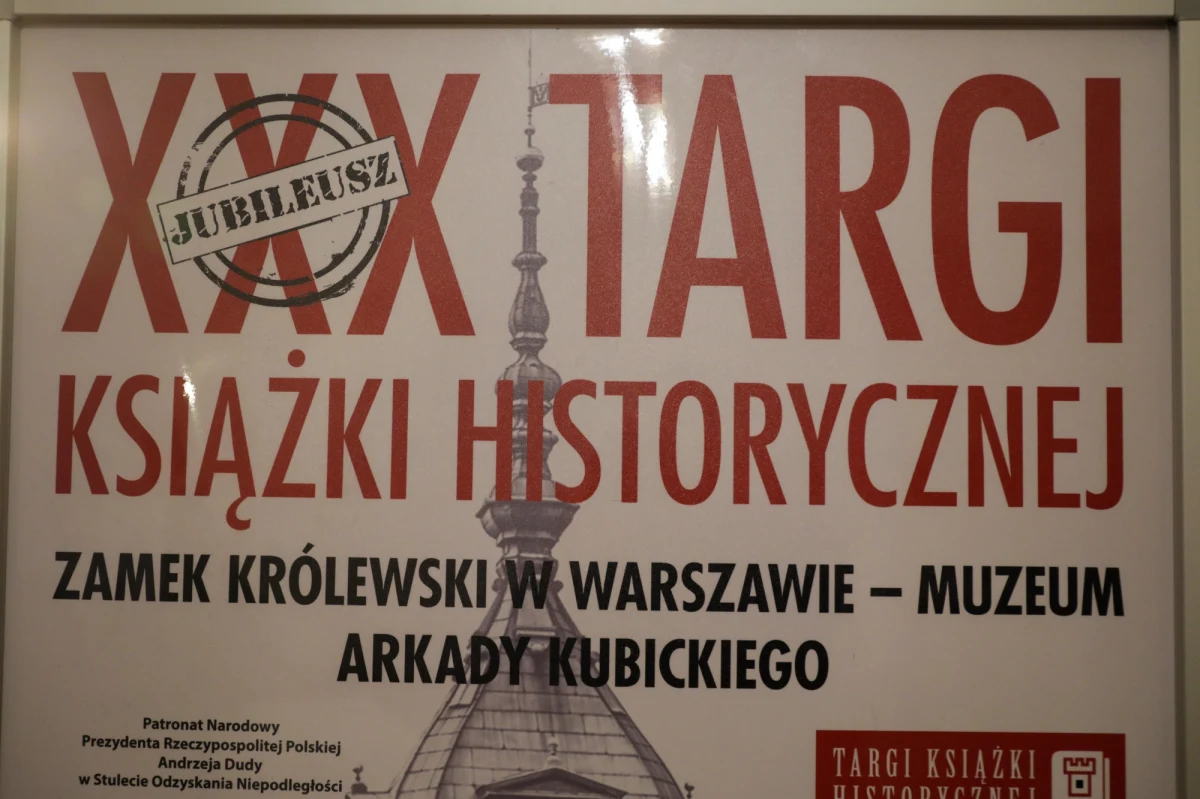 XXX TARGI
JUBILEUSZ
KSIĄŻKI HISTORYCZNEJ
ZAMEK KRÓLEWSKI W WARSZAWIE – MUZEUM
ARKADY KUBICKIEGO
Patronat Narodowy
Prezydenta Rzeczypospolitej Polskiej
Andrzeja Dudy
w Stulecie Odzyskania Niepodległości
TARGI KSIĄŻKI
HISTORYCZNEJ